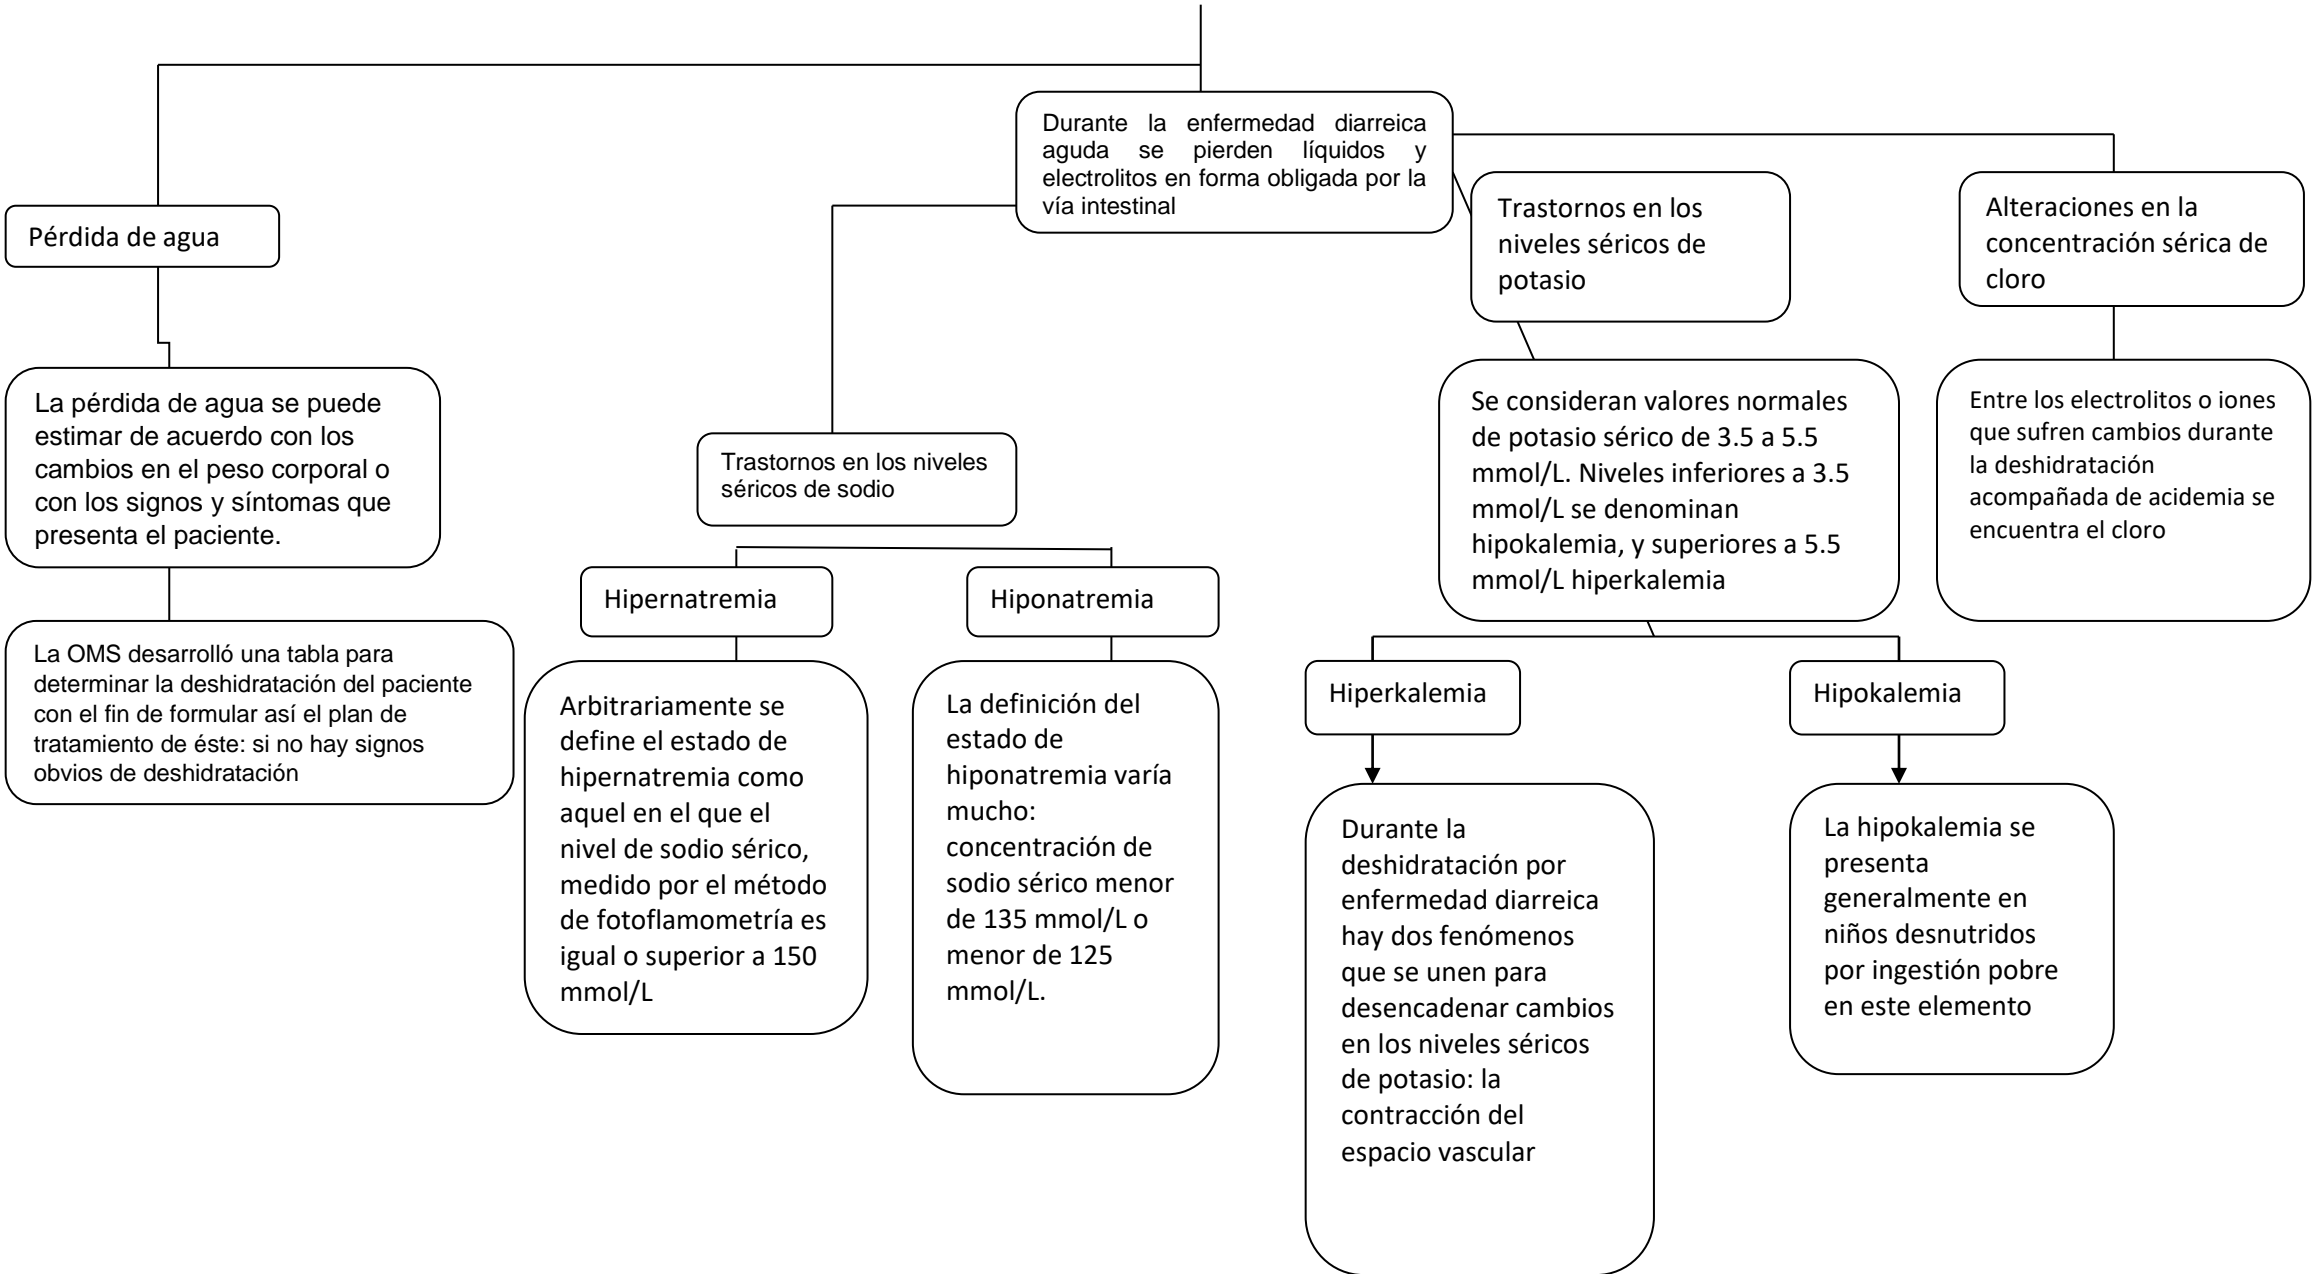 Durante la enfermedad diarreica
aguda se pierden líquidos y
electrolitos en forma obligada por la
vía intestinal
Pérdida de agua
La pérdida de agua se puede
estimar de acuerdo con los
cambios en el peso corporal o
con los signos y síntomas que
presenta el paciente.
La OMS desarrolló una tabla para
determinar la deshidratación del paciente
con el fin de formular así el plan de
tratamiento de éste: si no hay signos
obvios de deshidratación
Trastornos en los niveles
séricos de sodio
Hipernatremia
Arbitrariamente se
define el estado de
hipernatremia como
aquel en el que el
nivel de sodio sérico,
medido por el método
de fotoflamometría es
igual o superior a 150
mmol/L
Hiponatremia
La definición del
estado de
hiponatremia varía
mucho:
concentración de
sodio sérico menor
de 135 mmol/L o
menor de 125
mmol/L.
Trastornos en los
niveles séricos de
potasio
Se consideran valores normales
de potasio sérico de 3.5 a 5.5
mmol/L. Niveles inferiores a 3.5
mmol/L se denominan
hipokalemia, y superiores a 5.5
mmol/L hiperkalemia
Hiperkalemia
Durante la
deshidratación por
enfermedad diarreica
hay dos fenómenos
que se unen para
desencadenar cambios
en los niveles séricos
de potasio: la
contracción del
espacio vascular
Hipokalemia
La hipokalemia se
presenta
generalmente en
niños desnutridos
por ingestión pobre
en este elemento
Alteraciones en la
concentración sérica de
cloro
Entre los electrolitos o iones
que sufren cambios durante
la deshidratación
acompañada de acidemia se
encuentra el cloro